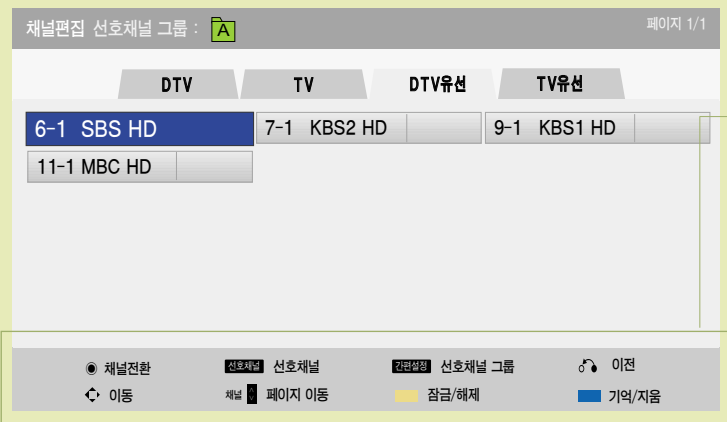 채널편집 선호채널 그룹 : A 페이지 1/1
DTV TV DTV유선 TV유선
6-1 SBS HD 7-1 KBS2 HD 9-1 KBS1 HD
11-1 MBC HD
채널전환 선호채널 선호채널 간편설정 선호채널 그룹 이전
이동 채널 페이지 이동 잠금/해제 기억/지움